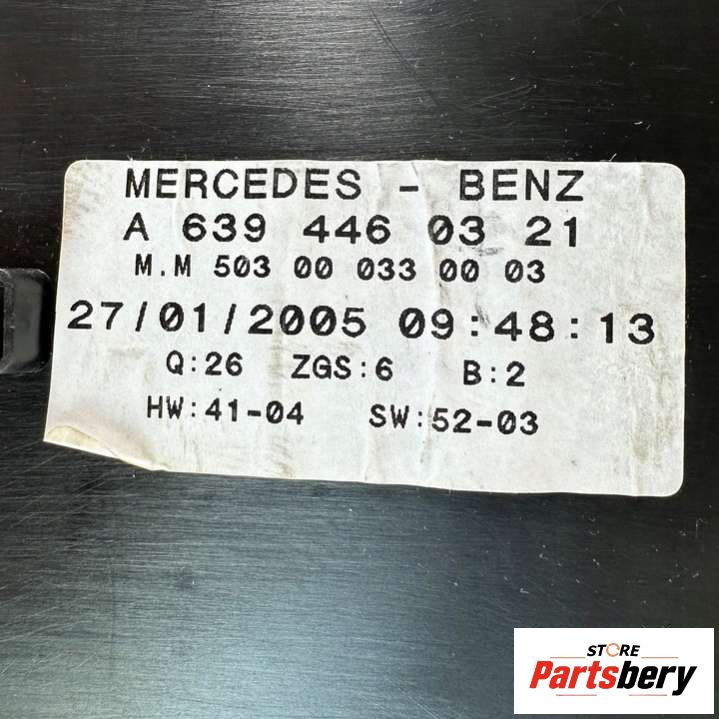 MERCEDES - BENZ
A 639 446 03 21
M.M 503 00 033 00 03
27/01/2005 09:48:13
Q:26 ZGS:6 B:2
HW:41-04 SW:52-03
STORE
Partsbery